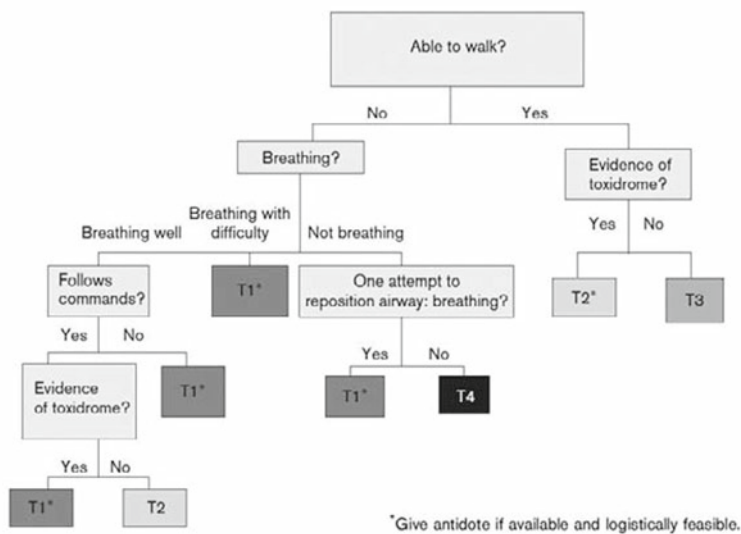 Able to walk?
No
Yes
Breathing?
Evidence of
toxidrome?
Breathing well
Breathing with
difficulty
Not breathing
Yes
No
Follows
commands?
T1*
One attempt to
reposition airway: breathing?
T2*
T3
Yes
No
Yes
No
Evidence
of toxidrome?
T1*
T1*
T4
Yes
No
T1*
T2
*Give antidote if available and logistically feasible.